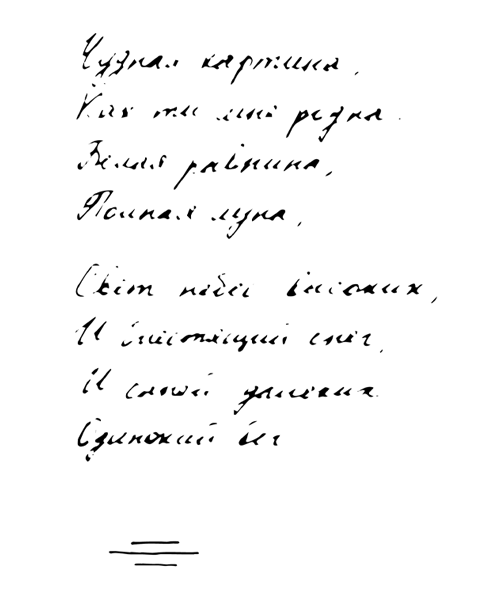 Чудная картина,
Как ты мне родна.
Белая равнина,
Полная луна,
Свет небес высоких,
И блестящий снег,
И саней далеких
Одинокий бег